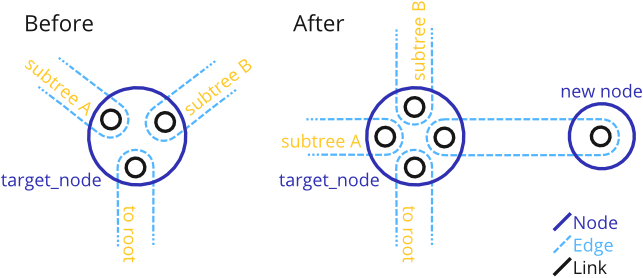 Before
After
subtree A
subtree B
target_node
to root
subtree B
subtree A
target_node
to root
new node
Node
Edge
Link